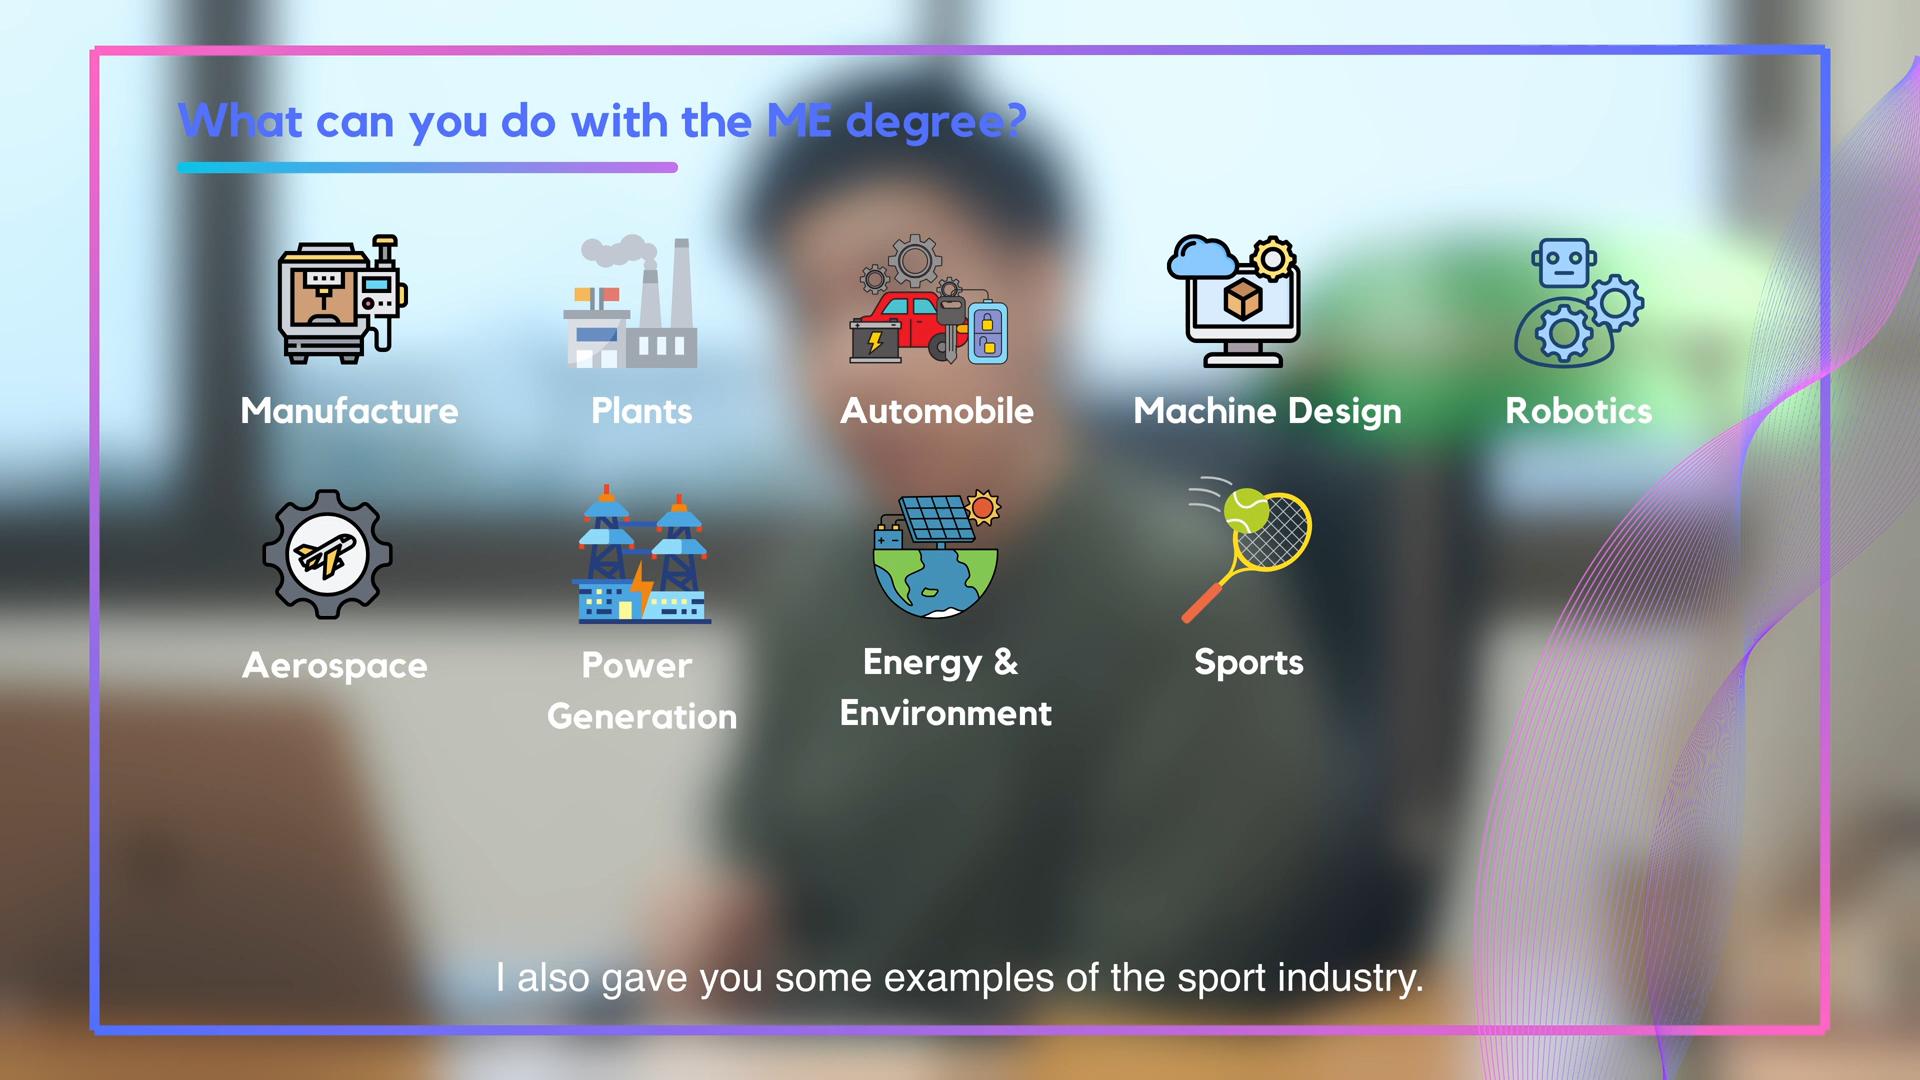 What can you do with the ME degree?
Manufacture
Plants
Automobile
Machine Design
Robotics
Aerospace
Power
Generation
Energy &
Environment
Sports
I also gave you some examples of the sport industry.